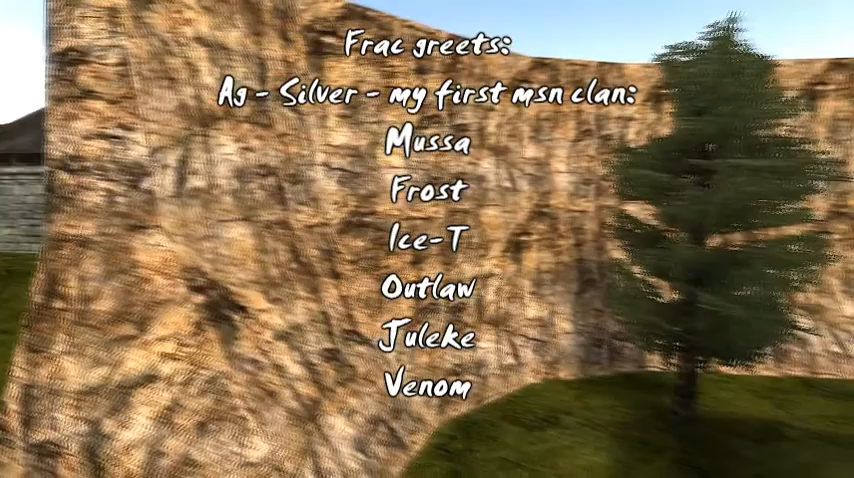 Frac greets:
Ag - Silver - my first msn clan:
Mussa
Frost
Ice-T
Outlaw
Juleke
Venom